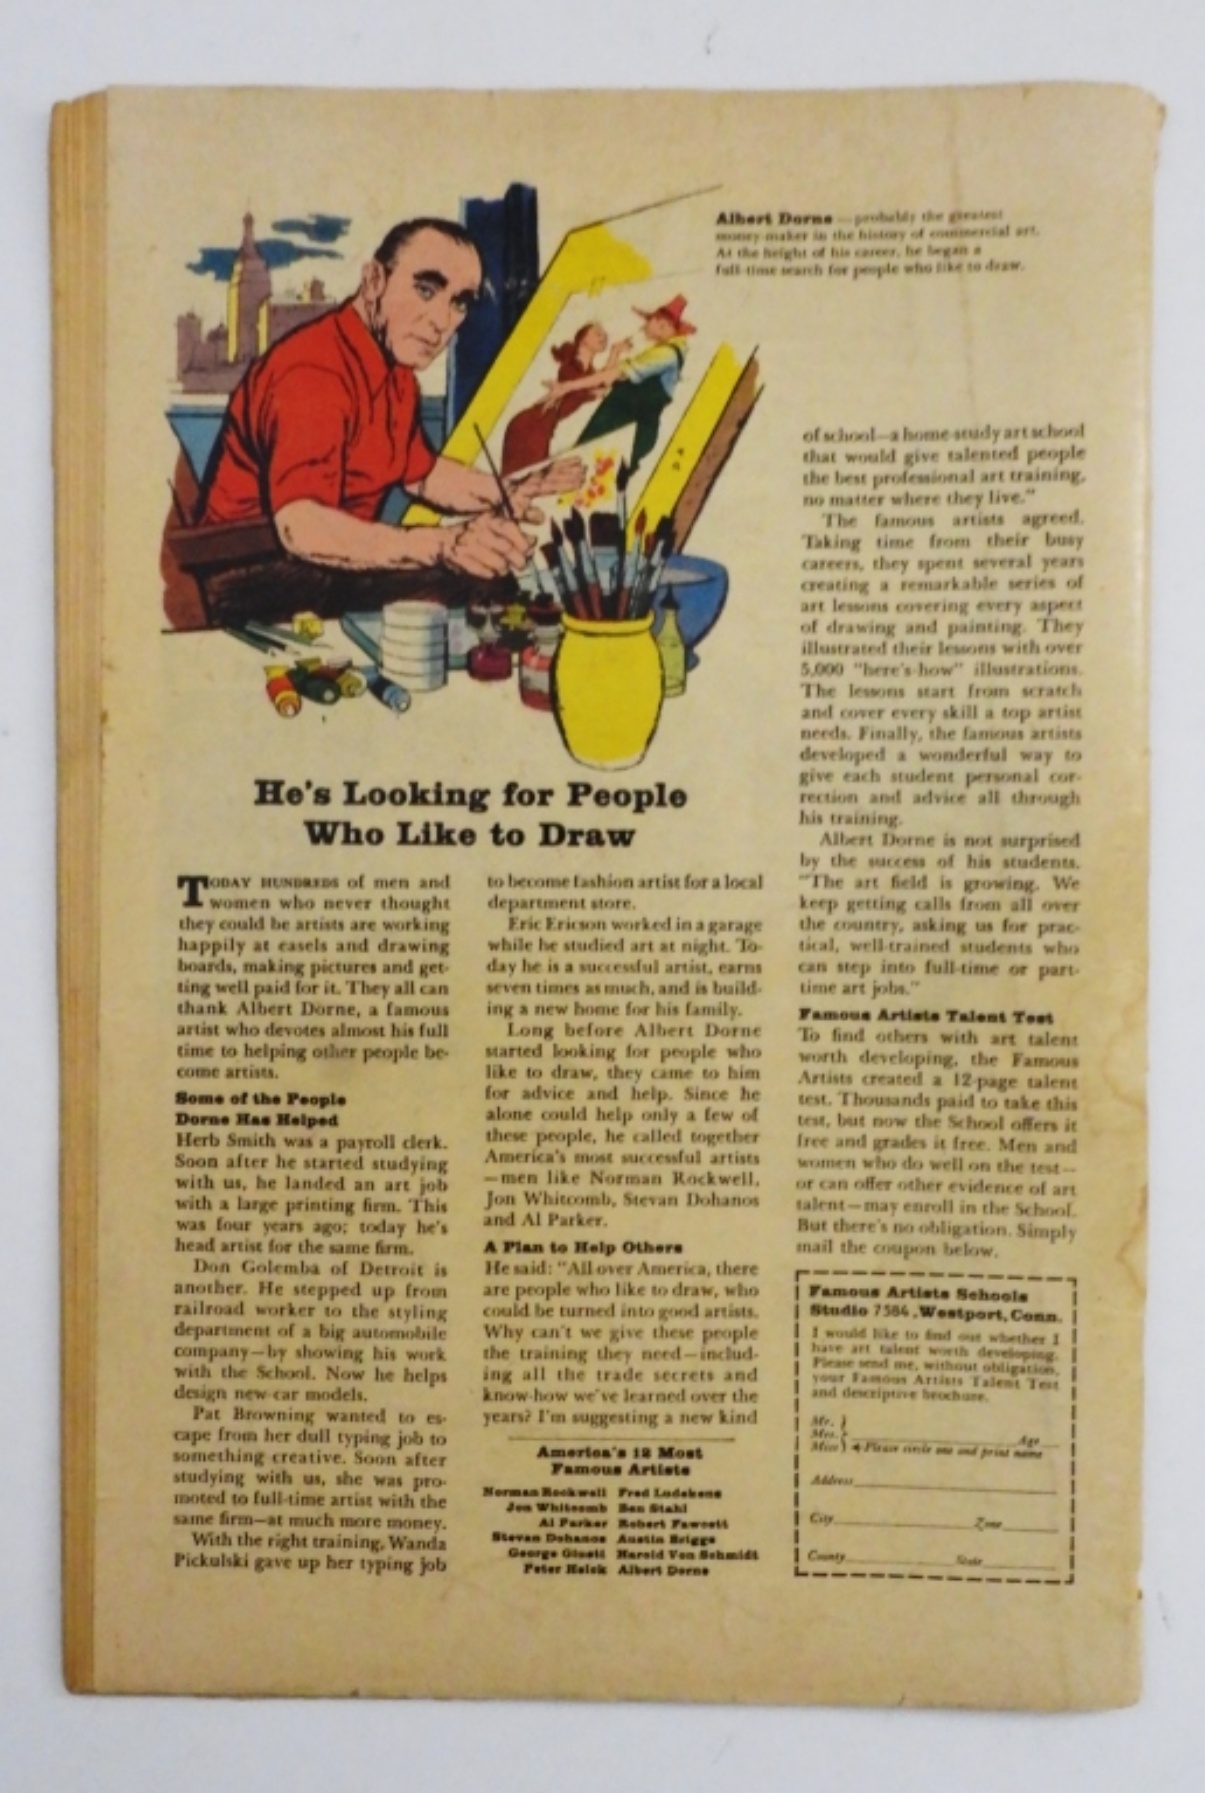 Albert Dorne — probably the greatest
money-maker in the history of commercial art.
At the height of his career, he began a
full-time search for people who like to draw.
He's Looking for People
Who Like to Draw
TODAY HUNDREDS of men and
women who never thought
they could be artists are working
happily at easels and drawing
boards, making pictures and get-
ting well paid for it. They all can
thank Albert Dorne, a famous
artist who devotes almost his full
time to helping other people be-
come artists.
Some of the People
Dorne Has Helped
Herb Smith was a payroll clerk.
Soon after he started studying
with us, he landed an art job
with a large printing firm. This
was four years ago; today he's
head artist for the same firm.
Don Golemba of Detroit is
another. He stepped up from
railroad worker to the styling
department of a big automobile
company—by showing his work
with the School. Now he helps
design new-car models.
Pat Browning wanted to es-
cape from her dull typing job to
something creative. Soon after
studying with us, she was pro-
moted to full-time artist with the
same firm—at much more money.
With the right training, Wanda
Pickulski gave up her typing job
to become fashion artist for a local
department store.
Eric Ericson worked in a garage
while he studied art at night. To-
day he is a successful artist, earns
seven times as much, and is build-
ing a new home for his family.
Long before Albert Dorne
started looking for people who
like to draw, they came to him
for advice and help. Since he
alone could help only a few of
these people, he called together
America's most successful artists
—men like Norman Rockwell,
Jon Whitcomb, Stevan Dohanos
and Al Parker.
A Plan to Help Others
He said: "All over America, there
are people who like to draw, who
could be turned into good artists.
Why can't we give these people
the training they need—includ-
ing all the trade secrets and
know-how we've learned over the
years? I'm suggesting a new kind
America's 12 Most
Famous Artists
Norman Rockwell Fred Ludekens
Jon Whitcomb Ben Stahl
Al Parker Robert Fawcett
Stevan Dohanos Austin Briggs
George Giusti Harold Von Schmidt
Peter Helck Albert Dorne
of school—a home-study art school
that would give talented people
the best professional art training,
no matter where they live."
The famous artists agreed.
Taking time from their busy
careers, they spent several years
creating a remarkable series of
art lessons covering every aspect
of drawing and painting. They
illustrated their lessons with over
5,000 "here's-how" illustrations.
The lessons start from scratch
and cover every skill a top artist
needs. Finally, the famous artists
developed a wonderful way to
give each student personal cor-
rection and advice all through
his training.
Albert Dorne is not surprised
by the success of his students.
"The art field is growing. We
keep getting calls from all over
the country, asking us for prac-
tical, well-trained students who
can step into full-time or part-
time art jobs."
Famous Artists Talent Test
To find others with art talent
worth developing, the Famous
Artists created a 12-page talent
test. Thousands paid to take this
test, but now the School offers it
free and grades it free. Men and
women who do well on the test—
or can offer other evidence of art
talent—may enroll in the School.
But there's no obligation. Simply
mail the coupon below.
Famous Artists Schools
Studio 7584, Westport, Conn.
I would like to find out whether I
have art talent worth developing.
Please send me, without obligation,
your Famous Artists Talent Test
and descriptive brochure.
Mr.
Mrs. Age
Miss Please circle one and print name
Address
City Zone
County State